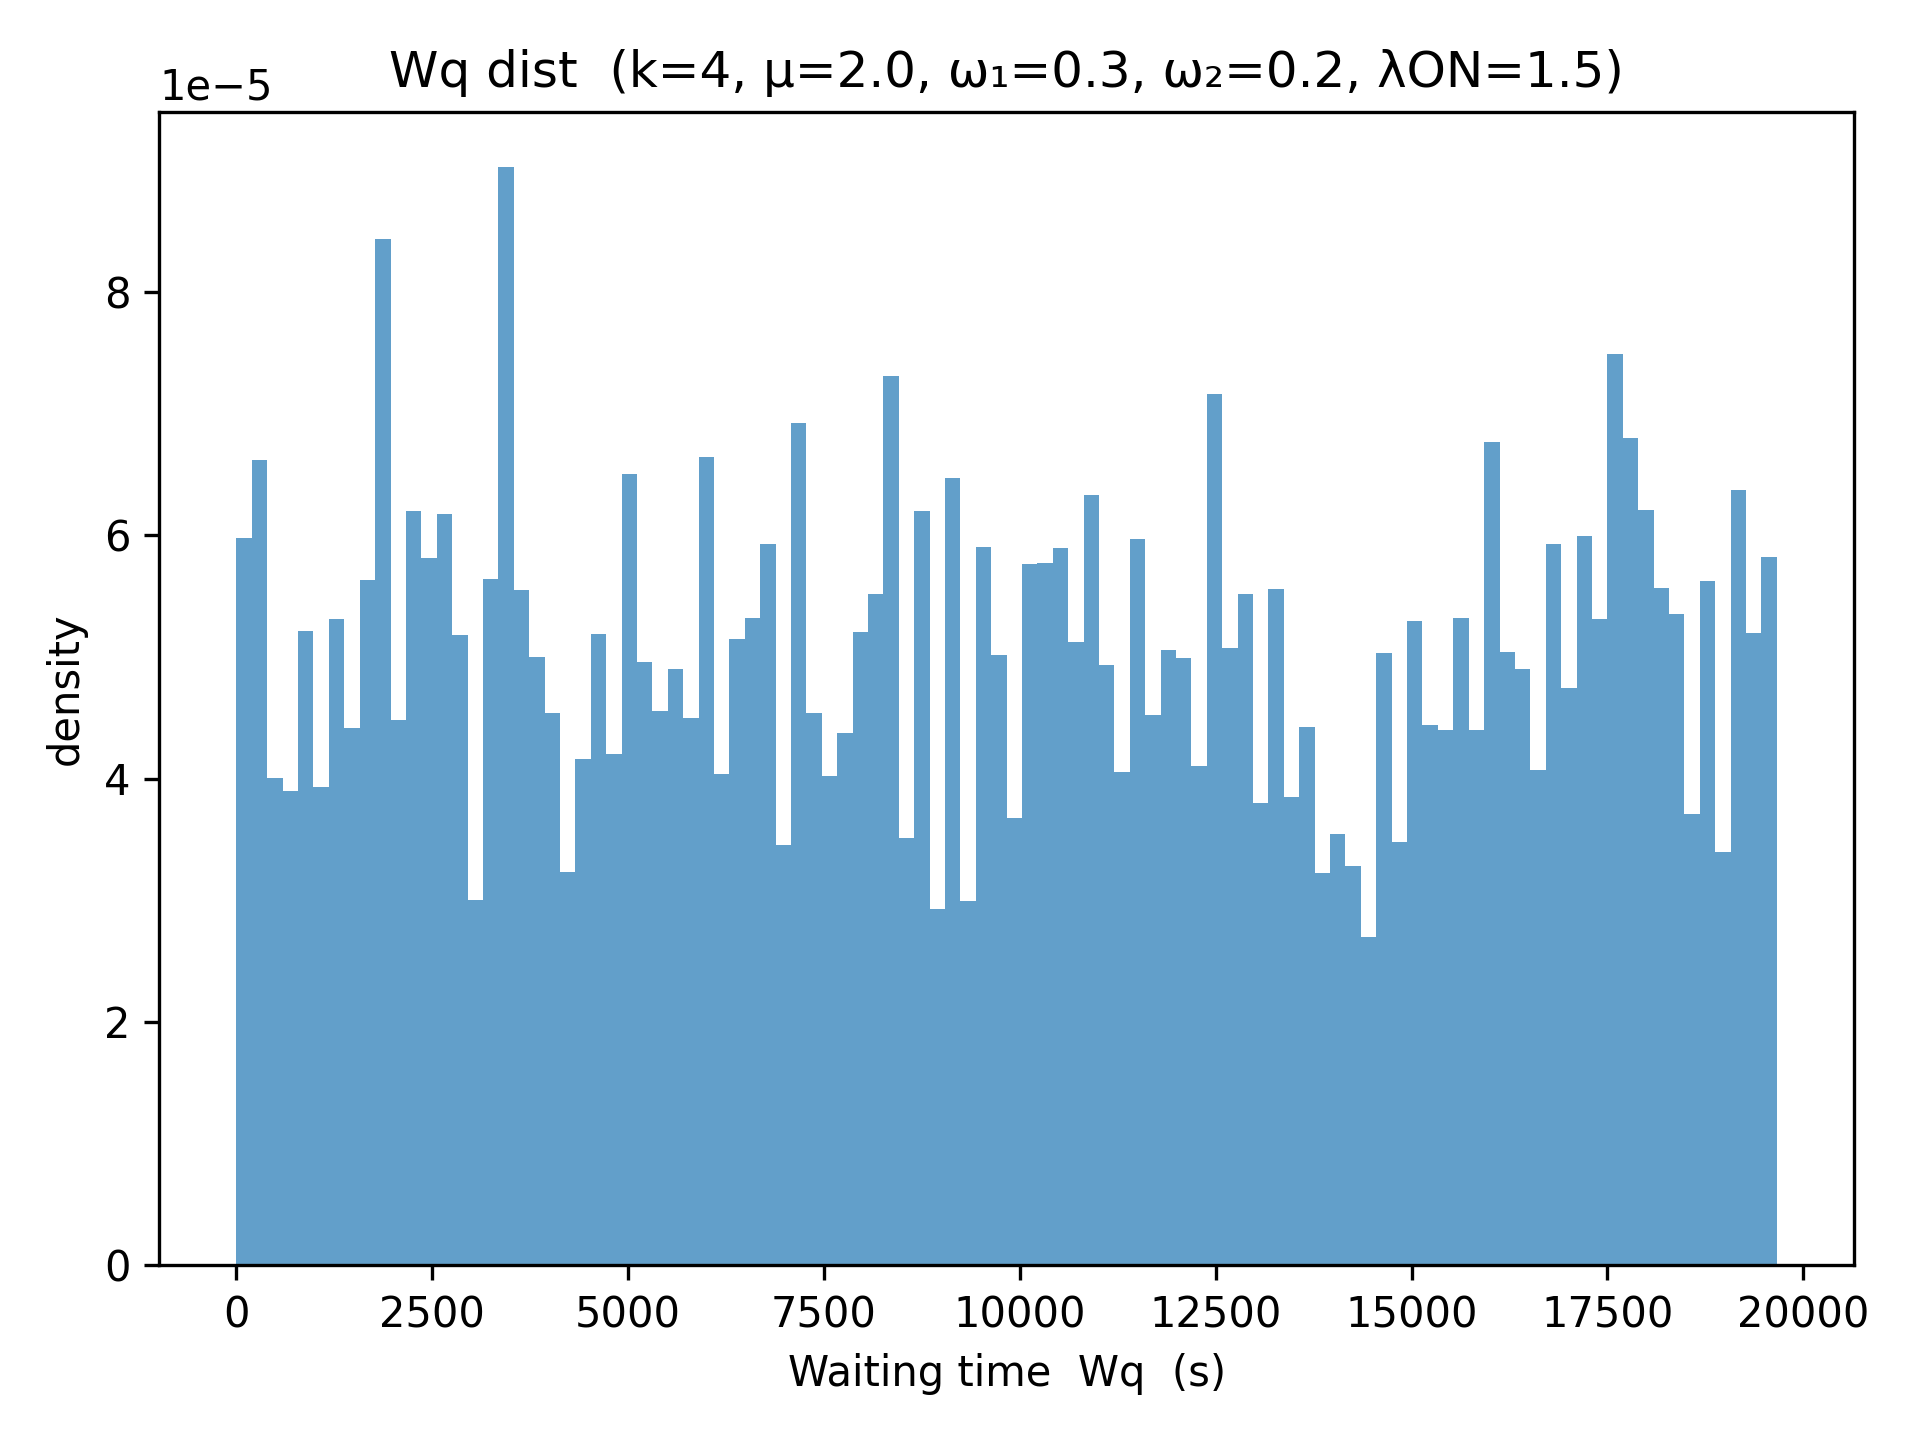 Wq dist  (k=4, μ=2.0, ω₁=0.3, ω₂=0.2, λON=1.5)
1e−5
8
6
4
2
0
density
0 2500 5000 7500 10000 12500 15000 17500 20000
Waiting time  Wq  (s)